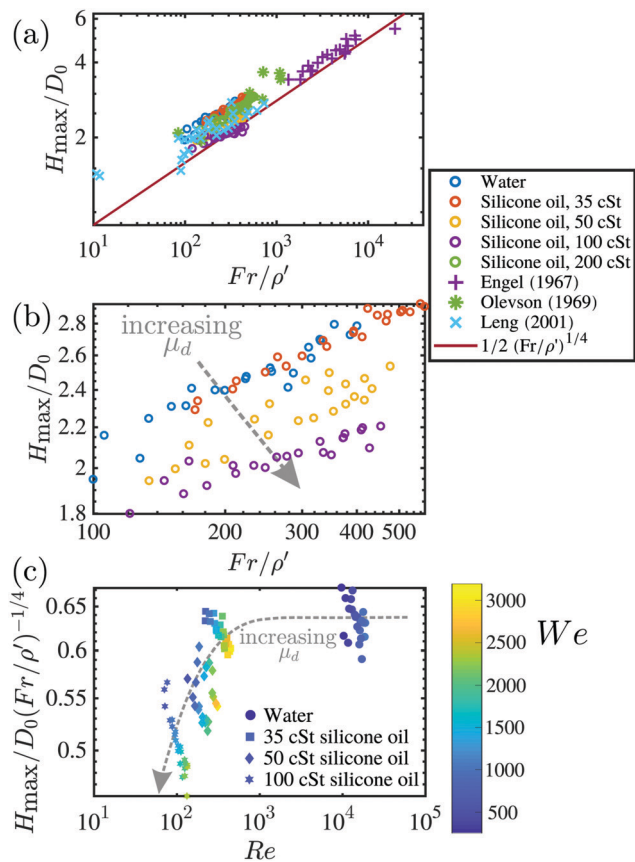 (a)
6
4
2
H_max/D_0
10^1
10^2
10^3
10^4
Fr/ρ'
Water
Silicone oil, 35 cSt
Silicone oil, 50 cSt
Silicone oil, 100 cSt
Silicone oil, 200 cSt
Engel (1967)
Olevson (1969)
Leng (2001)
1/2 (Fr/ρ')^1/4
(b)
increasing
μ_d
2.8
2.6
2.4
2.2
2
1.8
H_max/D_0
100
200
300
400
500
Fr/ρ'
(c)
0.65
0.6
0.55
0.5
H_max/D_0(Fr/ρ')^−1/4
increasing
μ_d
Water
35 cSt silicone oil
50 cSt silicone oil
100 cSt silicone oil
10^1
10^2
10^3
10^4
10^5
Re
3000
2500
2000
1500
1000
500
We